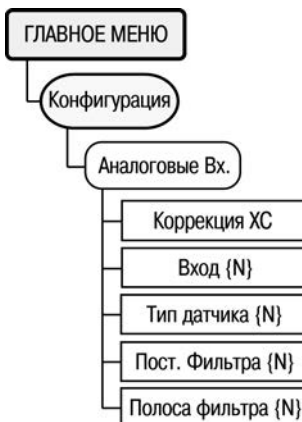 ГЛАВНОЕ МЕНЮ
Конфигурация
Аналоговые Вх.
Коррекция ХС
Вход {N}
Тип датчика {N}
Пост. Фильтра {N}
Полоса фильтра {N}